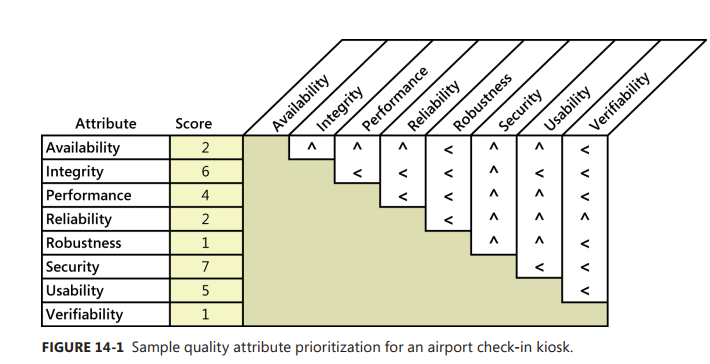 Availability
Integrity
Performance
Reliability
Robustness
Security
Usability
Verifiability
Attribute Score
Availability 2 ^ ^ ^ < ^ ^ <
Integrity 6 < < < ^ < <
Performance 4 < < ^ ^ <
Reliability 2 < ^ ^ ^
Robustness 1 ^ ^ <
Security 7 < <
Usability 5 <
Verifiability 1
FIGURE 14-1 Sample quality attribute prioritization for an airport check-in kiosk.